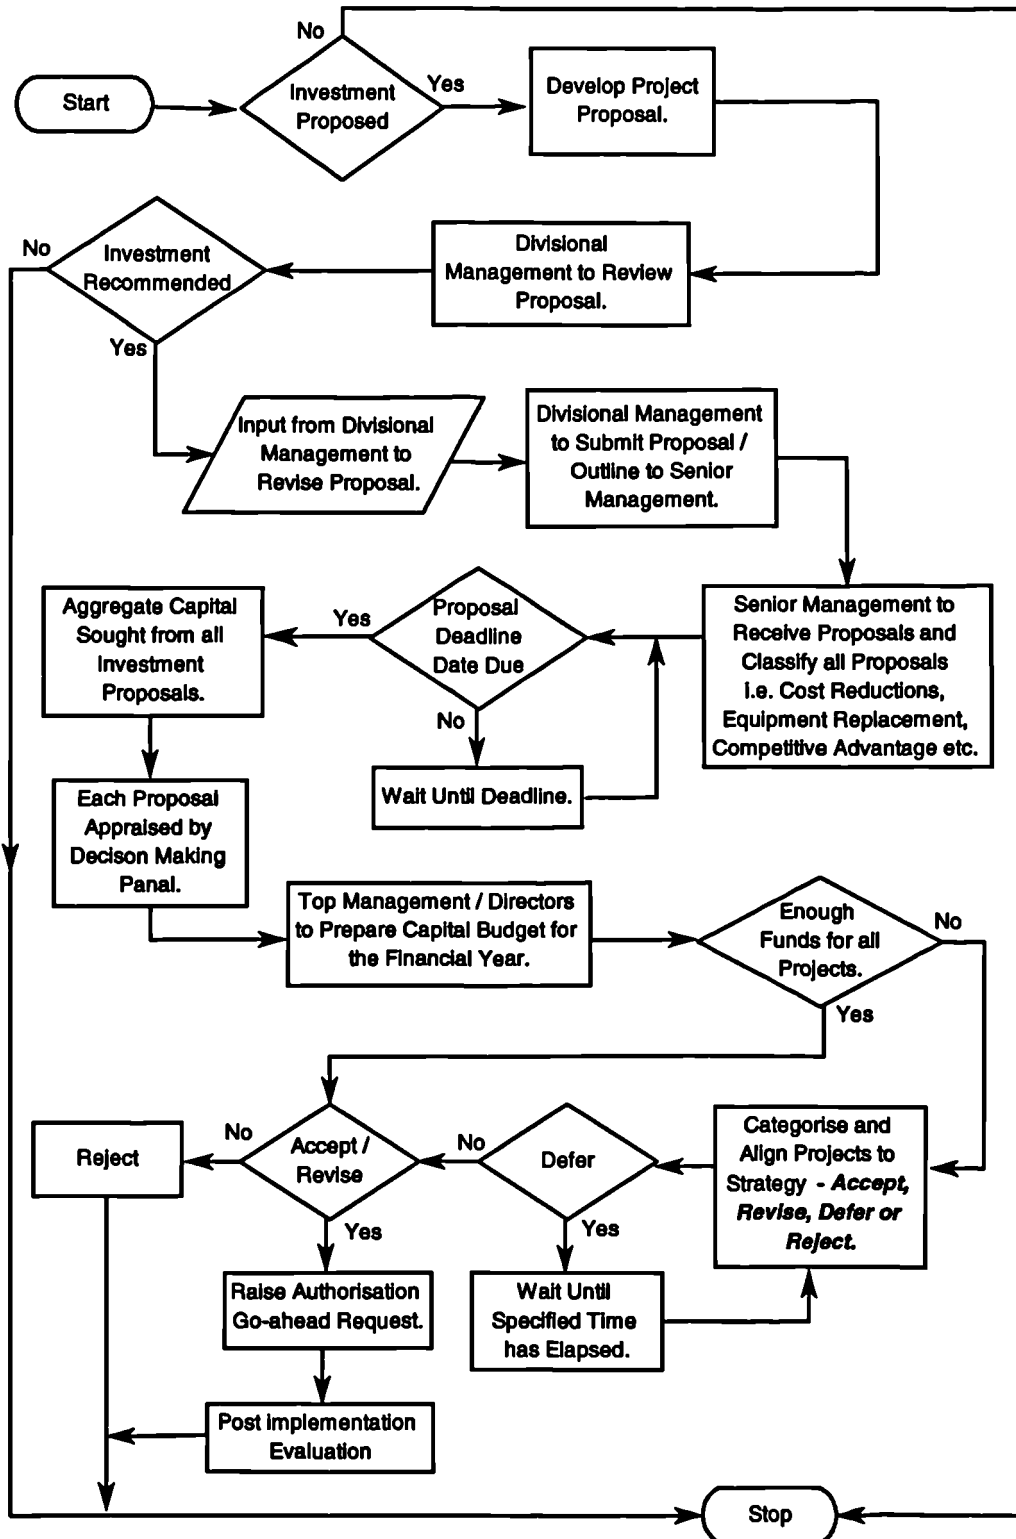 No
Start
Investment
Proposed
Yes
Develop Project
Proposal.
No
Investment
Recommended
Divisional
Management to Review
Proposal.
Yes
Input from Divisional
Management to
Revise Proposal.
Divisional Management
to Submit Proposal /
Outline to Senior
Management.
Aggregate Capital
Sought from all
Investment
Proposals.
Yes
Proposal
Deadline
Date Due
No
Senior Management to
Receive Proposals and
Classify all Proposals
i.e. Cost Reductions,
Equipment Replacement,
Competitive Advantage etc.
Wait Until Deadline.
Each Proposal
Appraised by
Decison Making
Panal.
Top Management / Directors
to Prepare Capital Budget for
the Financial Year.
Enough
Funds for all
Projects.
No
Yes
Reject
No
Accept /
Revise
No
Defer
Categorise and
Align Projects to
Strategy - Accept,
Revise, Defer or
Reject.
Yes
Yes
Raise Authorisation
Go-ahead Request.
Wait Until
Specified Time
has Elapsed.
Post implementation
Evaluation
Stop